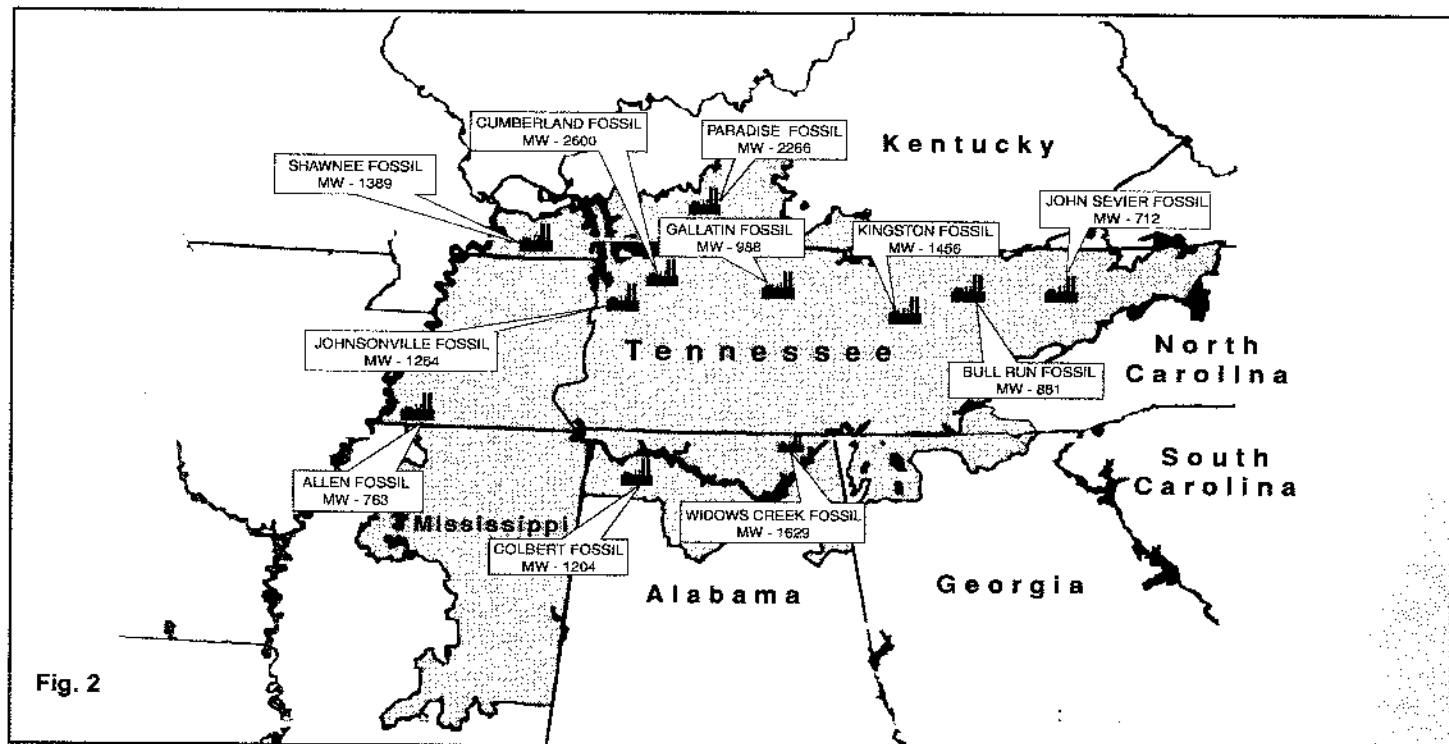 CUMBERLAND FOSSIL
MW - 2600
PARADISE FOSSIL
MW - 2266
Kentucky
SHAWNEE FOSSIL
MW - 1389
JOHN SEVIER FOSSIL
MW - 712
GALLATIN FOSSIL
MW - 988
KINGSTON FOSSIL
MW - 1456
JOHNSONVILLE FOSSIL
MW - 1264
Tennessee
BULL RUN FOSSIL
MW - 881
North
Carolina
ALLEN FOSSIL
MW - 763
South
Carolina
Mississippi
WIDOWS CREEK FOSSIL
MW - 1629
COLBERT FOSSIL
MW - 1204
Alabama
Georgia
Fig. 2